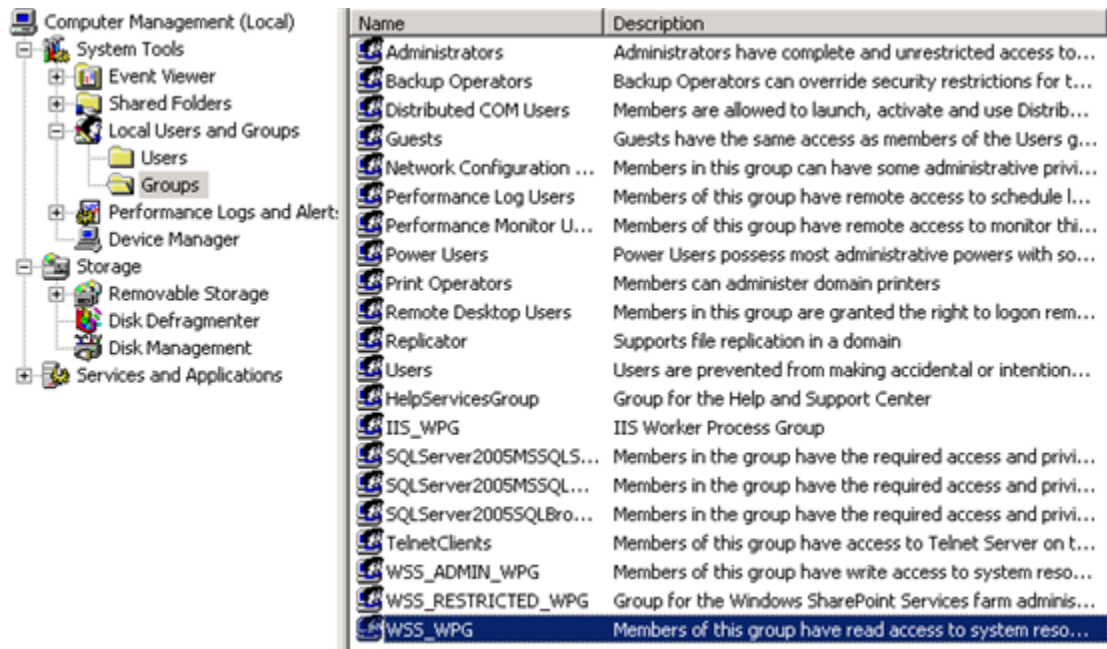 Computer Management (Local)
System Tools
Event Viewer
Shared Folders
Local Users and Groups
Users
Groups
Performance Logs and Alert
Device Manager
Storage
Removable Storage
Disk Defragmenter
Disk Management
Services and Applications
Name Description
Administrators Administrators have complete and unrestricted access to...
Backup Operators Backup Operators can override security restrictions for t...
Distributed COM Users Members are allowed to launch, activate and use Distrib...
Guests Guests have the same access as members of the Users g...
Network Configuration ... Members in this group can have some administrative privi...
Performance Log Users Members of this group have remote access to schedule l...
Performance Monitor U... Members of this group have remote access to monitor thi...
Power Users Power Users possess most administrative powers with so...
Print Operators Members can administer domain printers
Remote Desktop Users Members in this group are granted the right to logon rem...
Replicator Supports file replication in a domain
Users Users are prevented from making accidental or intention...
HelpServicesGroup Group for the Help and Support Center
IIS_WPG IIS Worker Process Group
SQLServer2005MSSQLS... Members in the group have the required access and privi...
SQLServer2005MSSQL... Members in the group have the required access and privi...
SQLServer2005SQLBro... Members in the group have the required access and privi...
TelnetClients Members of this group have access to Telnet Server on t...
WSS_ADMIN_WPG Members of this group have write access to system reso...
WSS_RESTRICTED_WPG Group for the Windows SharePoint Services farm adminis...
WSS_WPG Members of this group have read access to system reso...